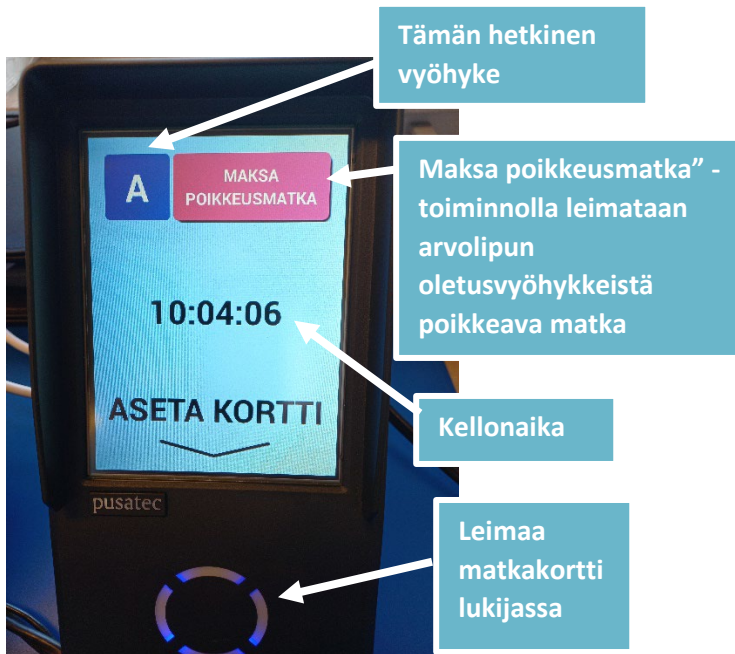 Tämän hetkinen
vyöhyke
A
MAKSA
POIKKEUSMATKA
Maksa poikkeusmatka” -
toiminnolla leimataan
arvolipun
oletusvyöhykkeistä
poikkeava matka
10:04:06
ASETA KORTTI
Kellonaika
pusatec
Leimaa
matkakortti
lukijassa